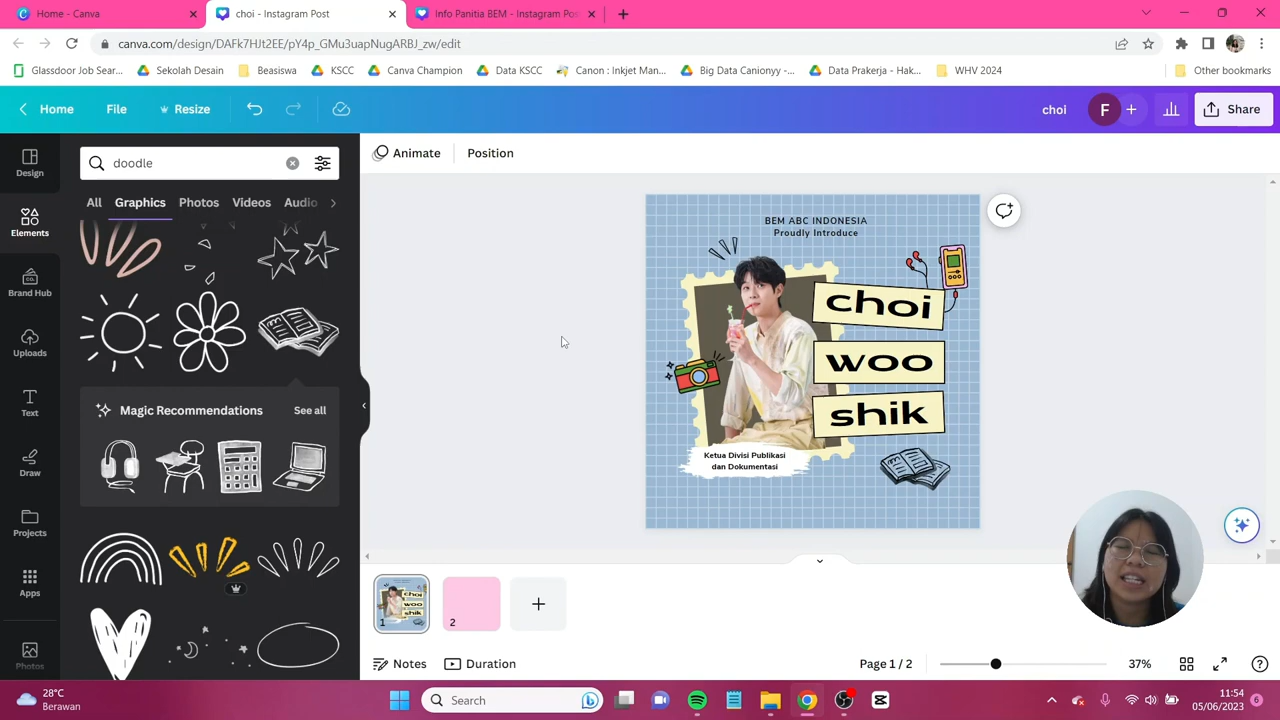 Home - Canva
choi - Instagram Post
Info Panitia BEM - Instagram Pos
canva.com/design/DAFk7HJt2EE/pY4p_GMu3uapNugARBJ_zw/edit
Glassdoor Job Sear...
Sekolah Desain
Beasiswa
KSCC
Canva Champion
Data KSCC
Canon : Inkjet Man...
Big Data Canionyy -...
Data Prakerja - Hak...
WHV 2024
Other bookmarks
Home
File
Resize
choi
F
Share
Design
Elements
Brand Hub
Uploads
Text
Draw
Projects
Apps
Photos
doodle
All
Graphics
Photos
Videos
Audio
Magic Recommendations
See all
Animate
Position
BEM ABC INDONESIA
Proudly Introduce
choi
woo
shik
Ketua Divisi Publikasi
dan Dokumentasi
1
2
Notes
Duration
Page 1 / 2
37%
28°C
Berawan
Search
11:54
05/06/2023
6